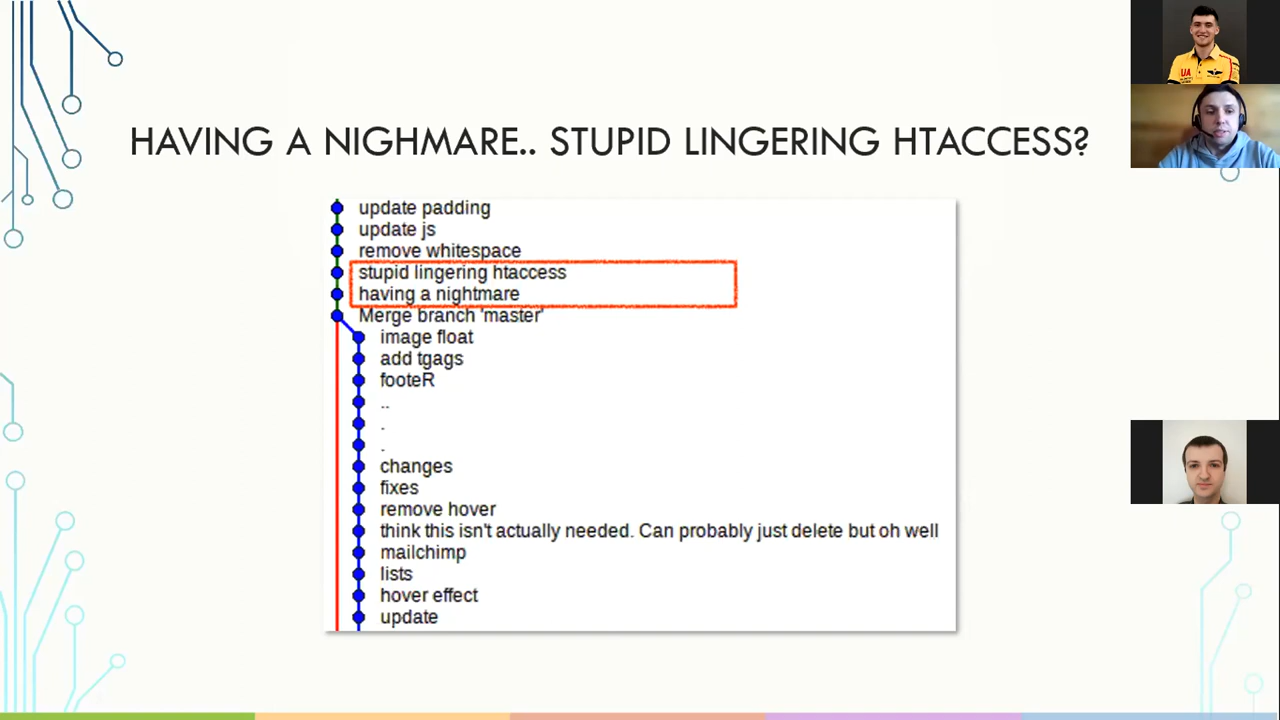 HAVING A NIGHMARE.. STUPID LINGERING HTACCESS?
update padding
update js
remove whitespace
stupid lingering htaccess
having a nightmare
Merge branch 'master'
image float
add tgags
footeR
..
.
.
changes
fixes
remove hover
think this isn't actually needed. Can probably just delete but oh well
mailchimp
lists
hover effect
update
UA